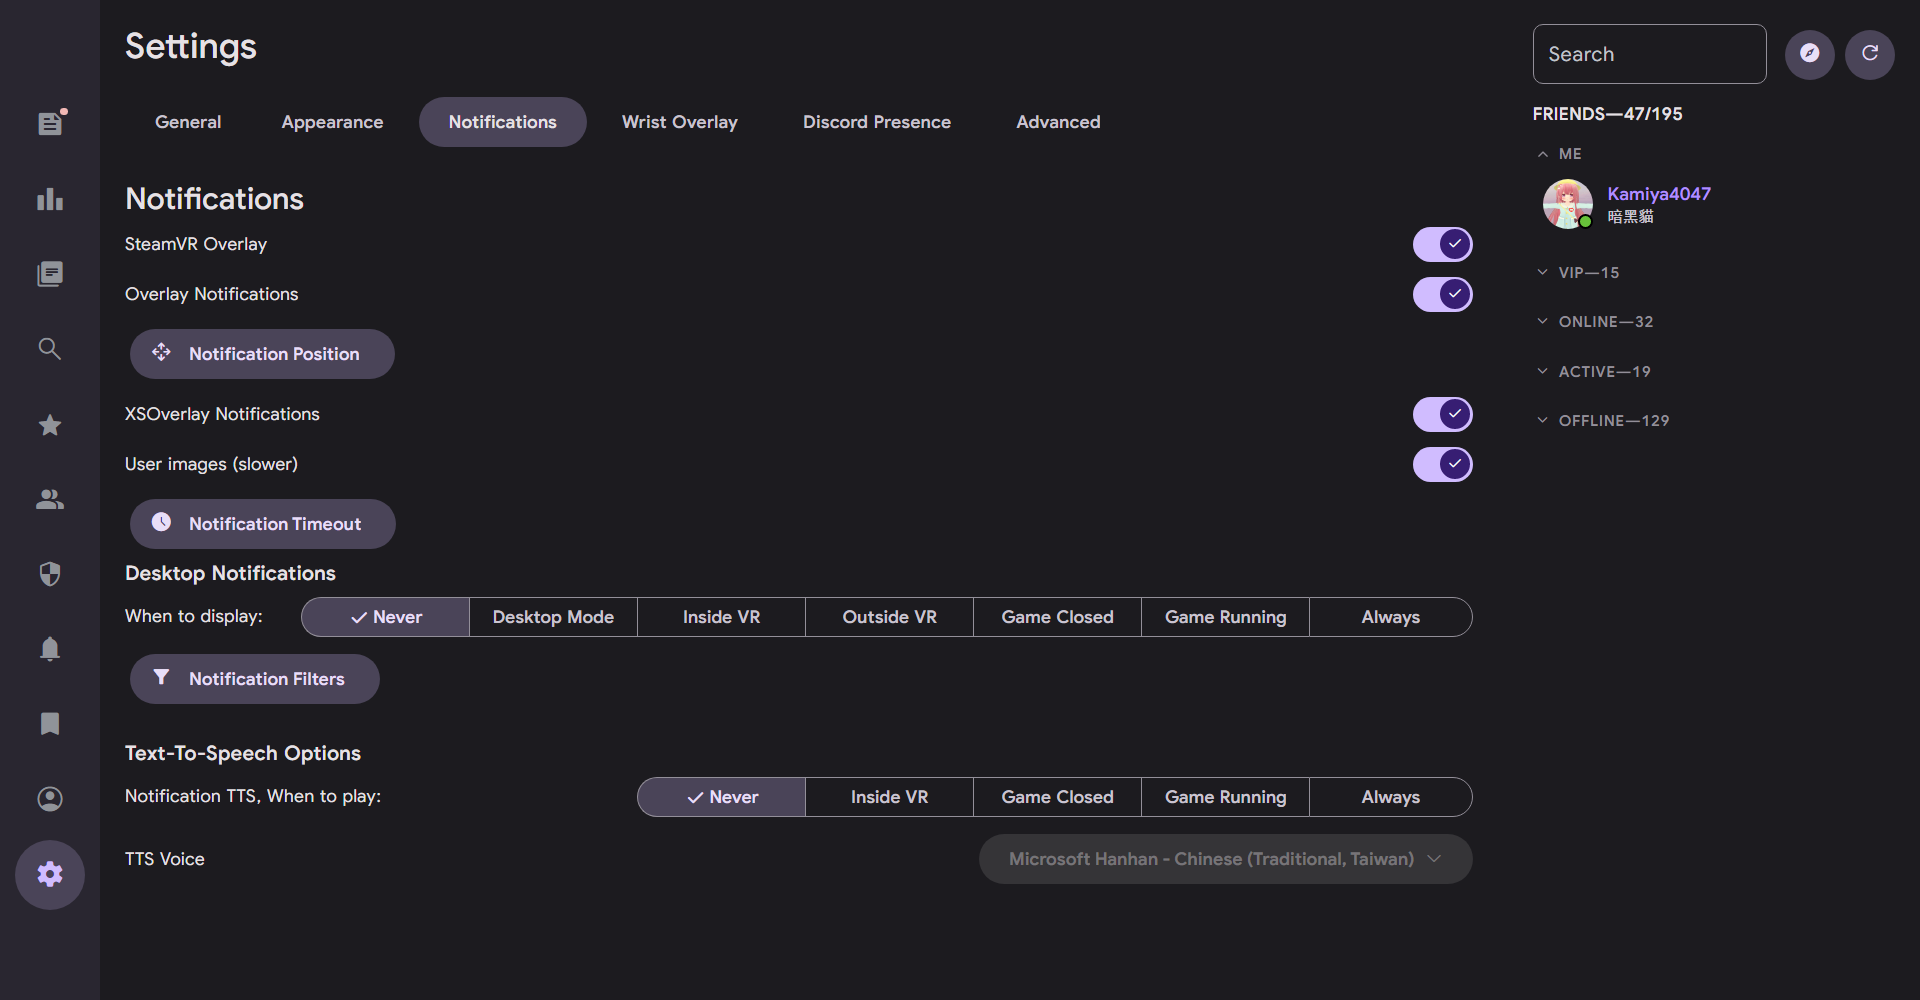 Settings
General
Appearance
Notifications
Wrist Overlay
Discord Presence
Advanced
Notifications
SteamVR Overlay
Overlay Notifications
Notification Position
XSOverlay Notifications
User images (slower)
Notification Timeout
Desktop Notifications
When to display:
Never
Desktop Mode
Inside VR
Outside VR
Game Closed
Game Running
Always
Notification Filters
Text-To-Speech Options
Notification TTS, When to play:
Never
Inside VR
Game Closed
Game Running
Always
TTS Voice
Microsoft Hanhan - Chinese (Traditional, Taiwan)
Search
FRIENDS—47/195
ME
Kamiya4047
暗黑貓
VIP—15
ONLINE—32
ACTIVE—19
OFFLINE—129